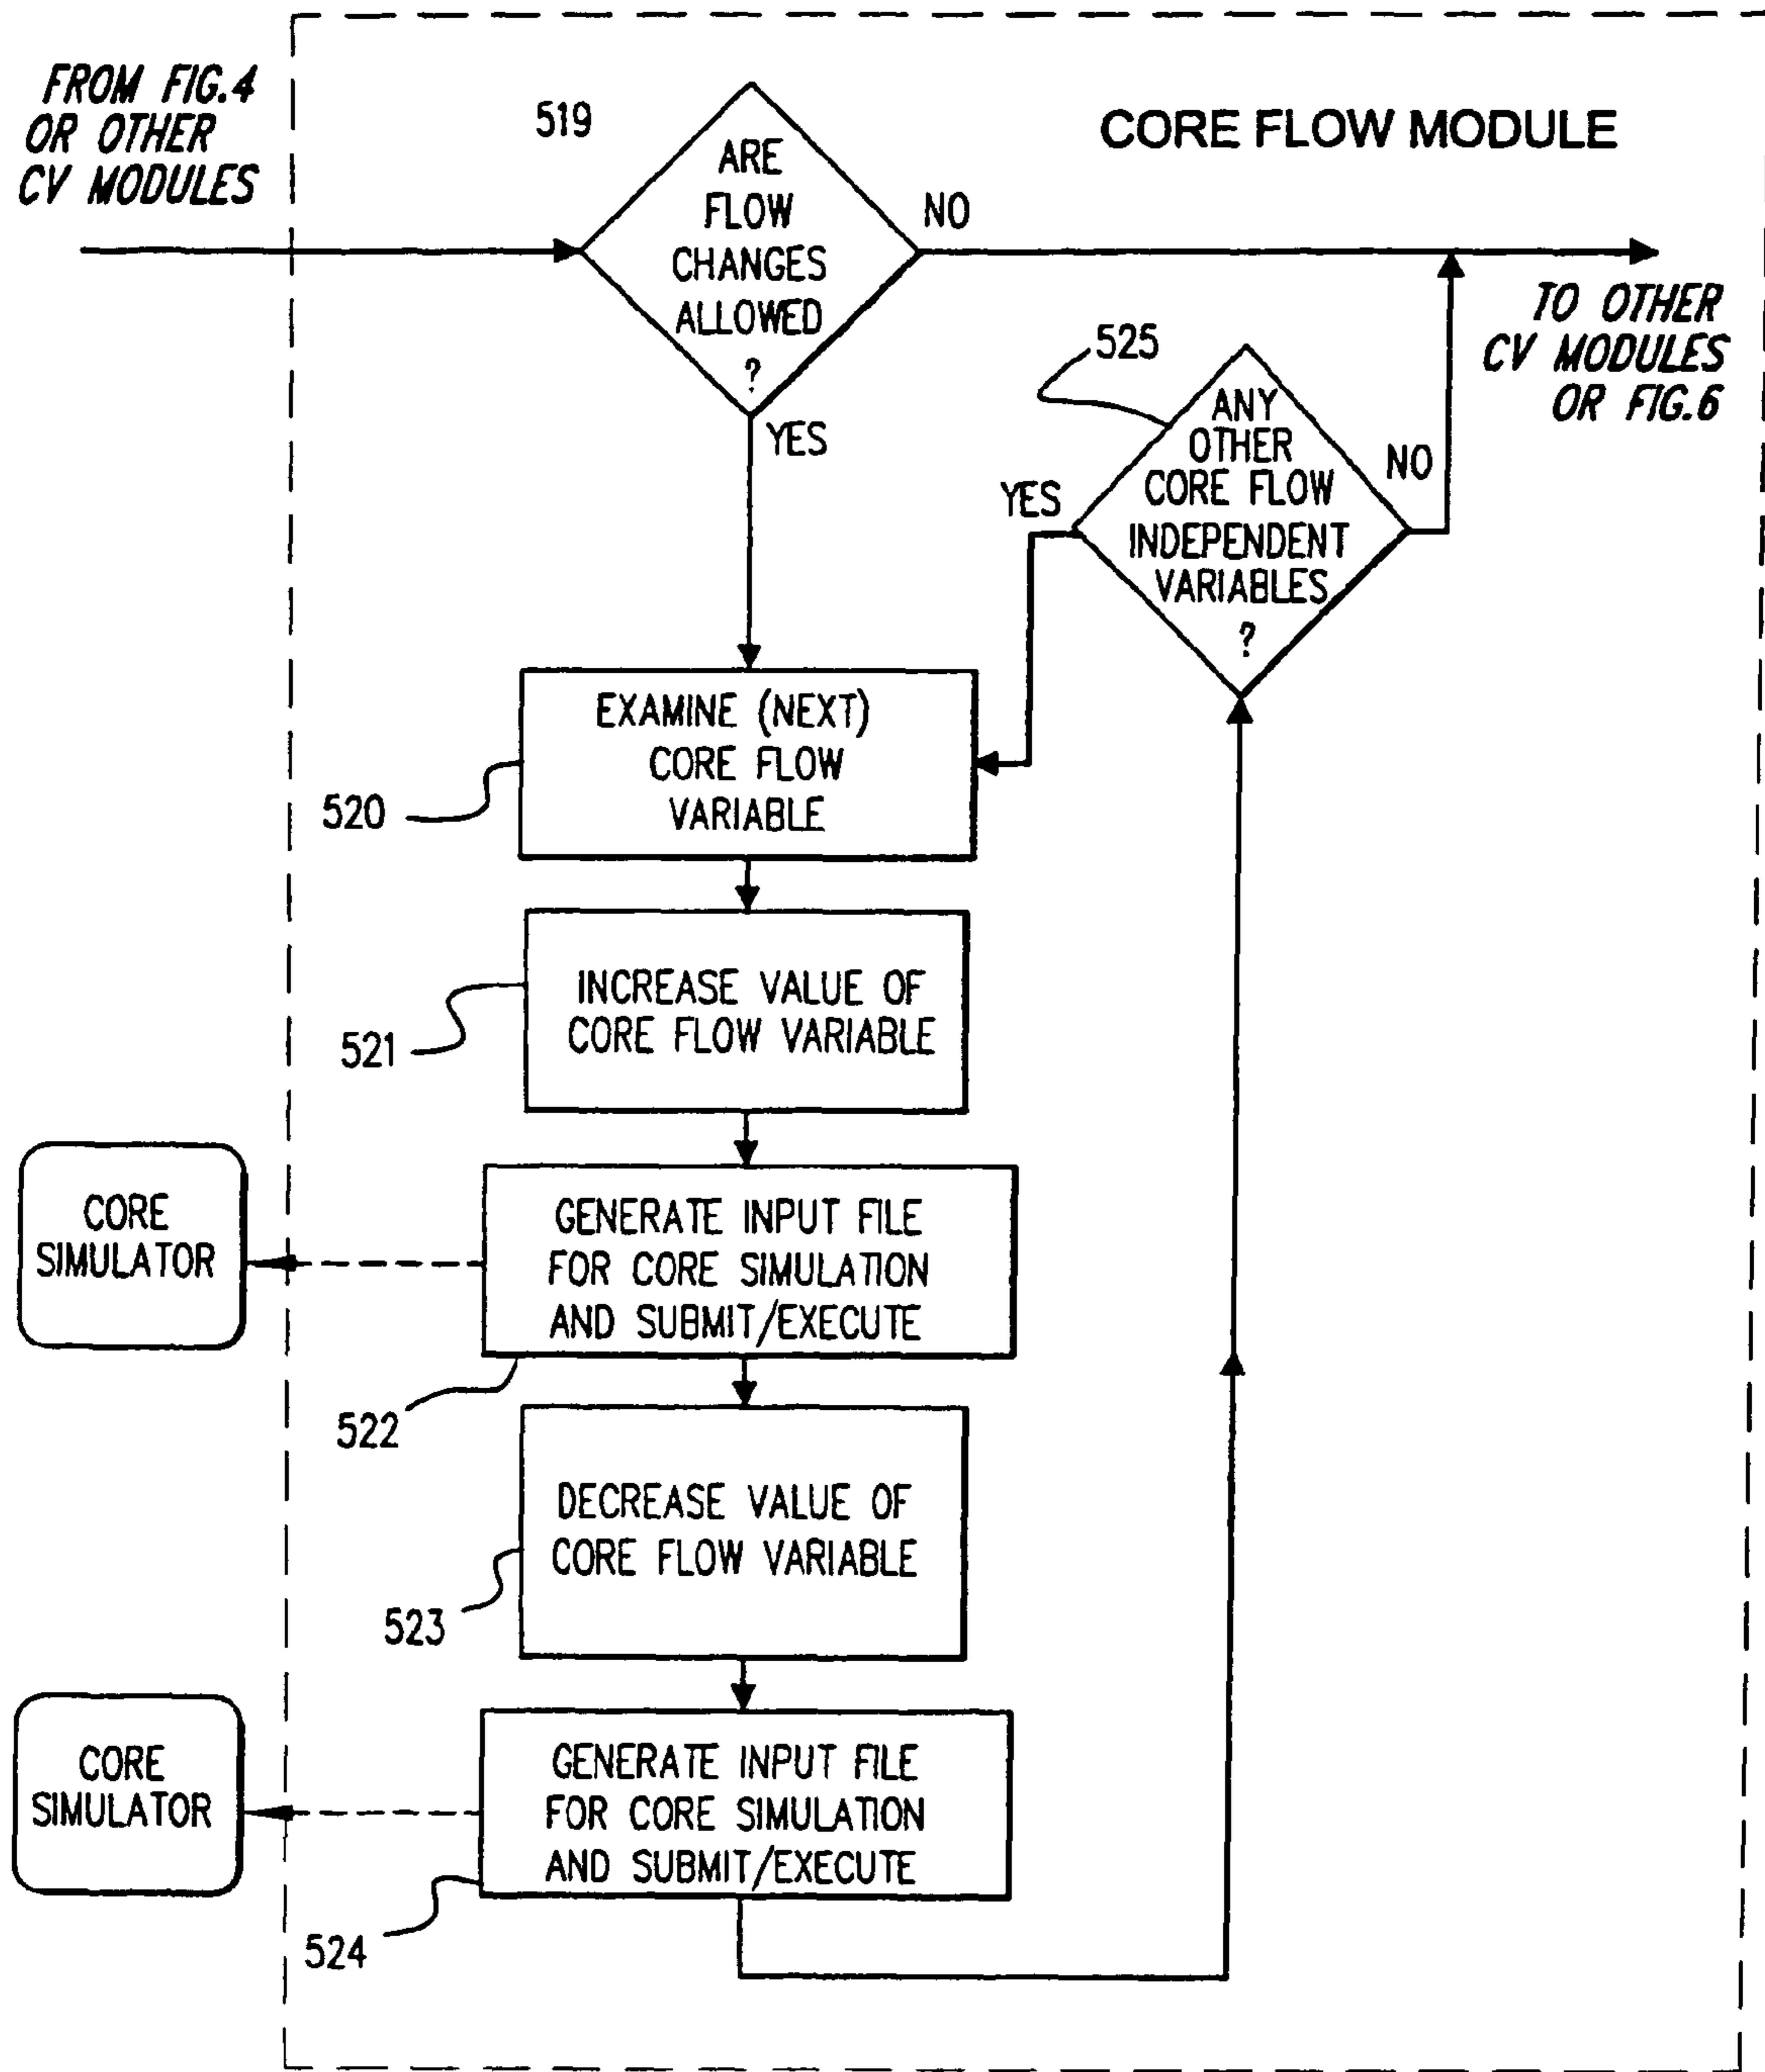 FROM FIG.4
OR OTHER
CV MODULES
519
ARE
FLOW
CHANGES
ALLOWED
?
NO
YES
CORE FLOW MODULE
TO OTHER
CV MODULES
OR FIG.6
525
ANY
OTHER
CORE FLOW
INDEPENDENT
VARIABLES
?
YES
NO
EXAMINE (NEXT)
CORE FLOW
VARIABLE
520
INCREASE VALUE OF
CORE FLOW VARIABLE
521
CORE
SIMULATOR
GENERATE INPUT FILE
FOR CORE SIMULATION
AND SUBMIT/EXECUTE
522
DECREASE VALUE OF
CORE FLOW VARIABLE
523
CORE
SIMULATOR
GENERATE INPUT FILE
FOR CORE SIMULATION
AND SUBMIT/EXECUTE
524